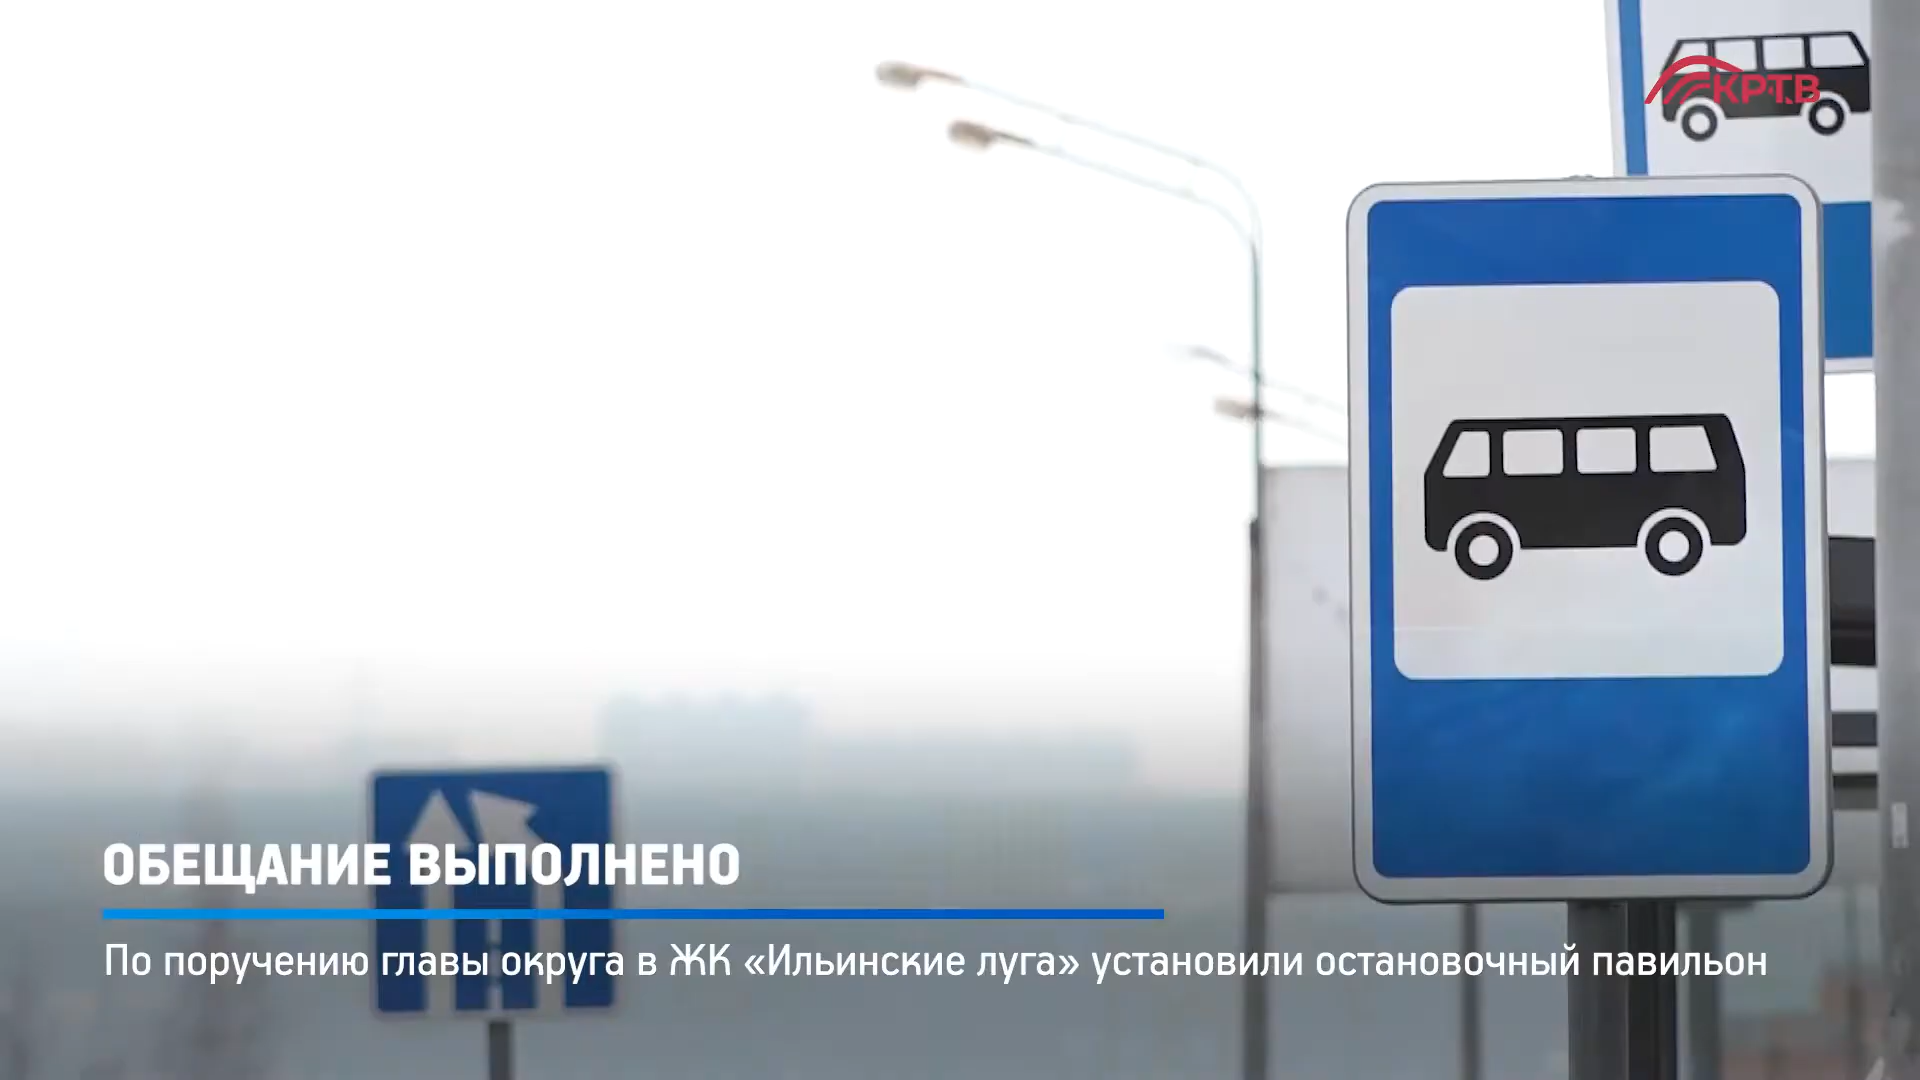 КРТВ
ОБЕЩАНИЕ ВЫПОЛНЕНО
По поручению главы округа в ЖК «Ильинские луга» установили остановочный павильон